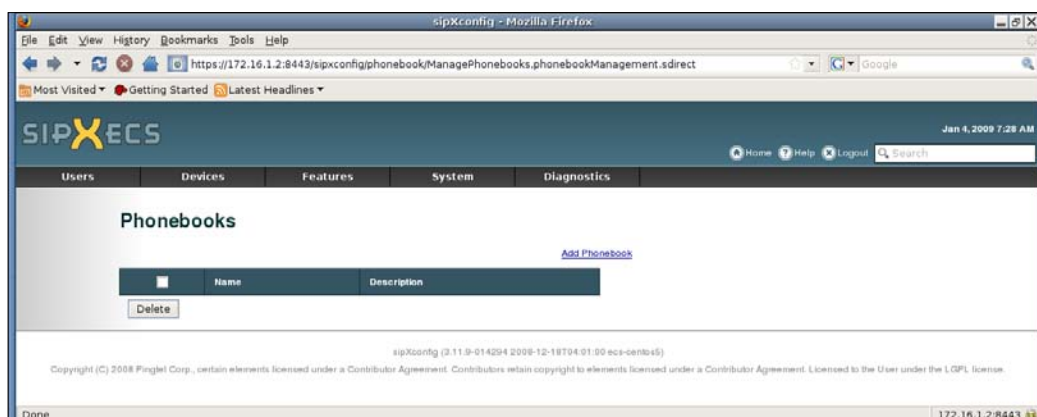 sipXconfig - Mozilla Firefox
File Edit View History Bookmarks Tools Help
https://172.16.1.2:8443/sipxconfig/phonebook/ManagePhonebooks.phonebookManagement.sdirect
Google
Most Visited Getting Started Latest Headlines
SIPXECS
Jan 4, 2009 7:28 AM
Home Help Logout Search
Users Devices Features System Diagnostics
Phonebooks
Add Phonebook
Name Description
Delete
sipXconfig (3.11.9-014294 2008-12-18T04:01:00 ecs-centos5)
Copyright (C) 2008 Pingtel Corp., certain elements licensed under a Contributor Agreement. Contributors retain copyright to elements licensed under a Contributor Agreement. Licensed to the User under the LGPL license.
Done
172.16.1.2:8443